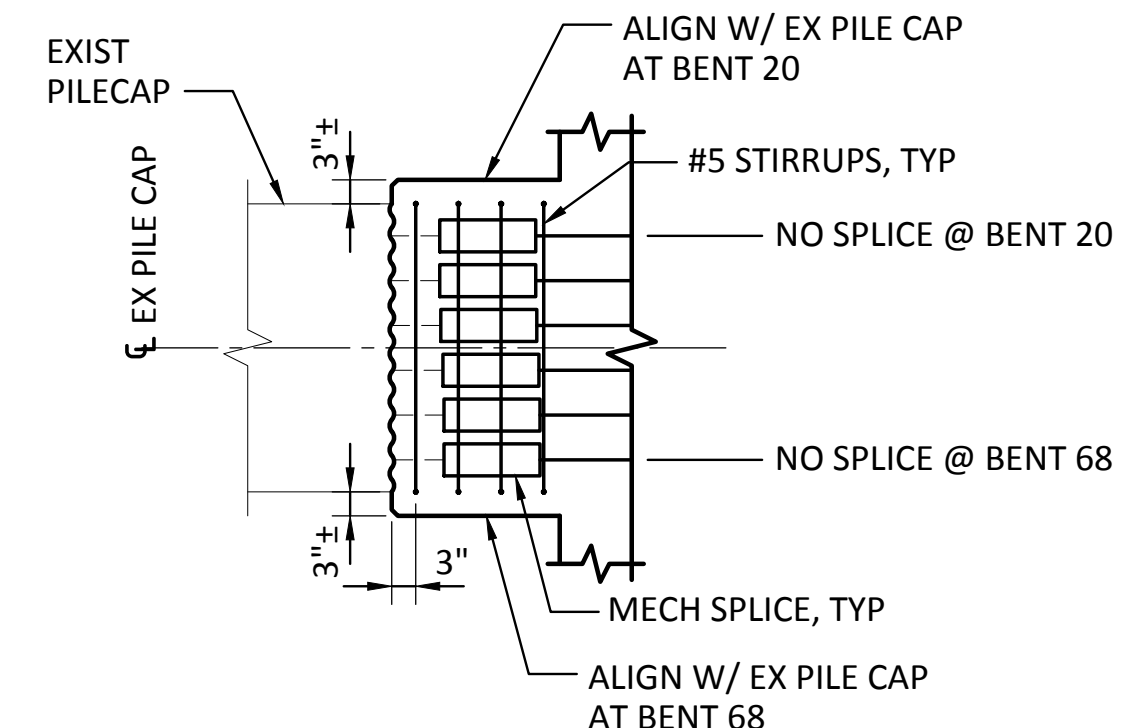 EXIST
PILECAP
ALIGN W/ EX PILE CAP
AT BENT 20
3"±
℄ EX PILE CAP
#5 STIRRUPS, TYP
NO SPLICE @ BENT 20
NO SPLICE @ BENT 68
3"±
3"
MECH SPLICE, TYP
ALIGN W/ EX PILE CAP
AT BENT 68